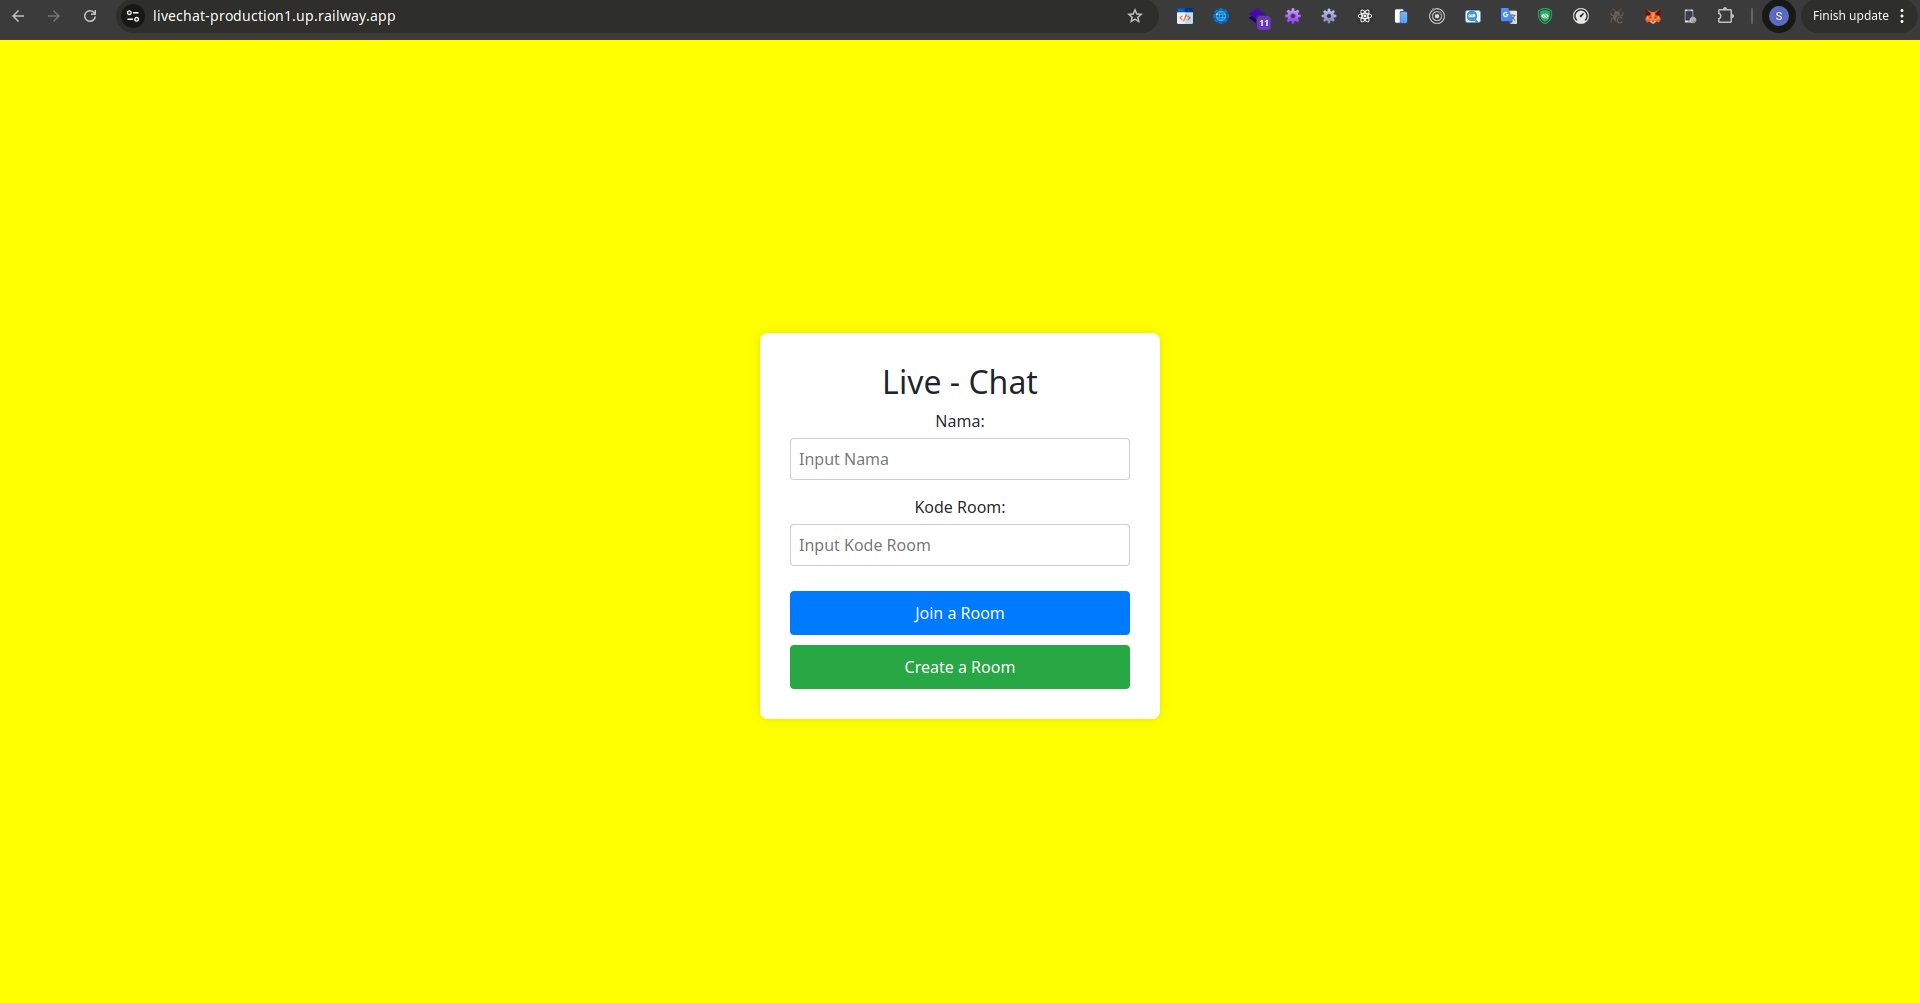 livechat-production1.up.railway.app
11
S
Finish update
Live - Chat
Nama:
Input Nama
Kode Room:
Input Kode Room
Join a Room
Create a Room